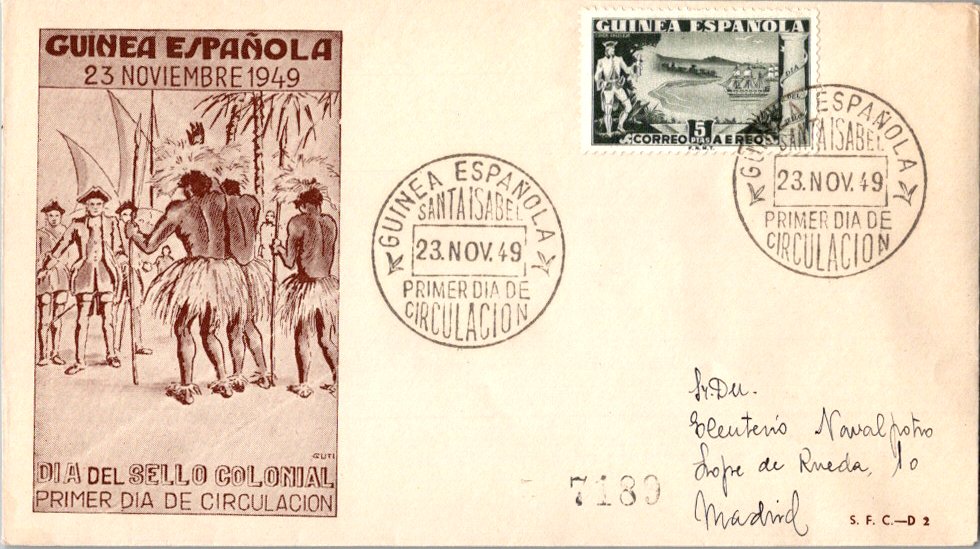 GUINEA ESPAÑOLA
23 NOVIEMBRE 1949
GUTI
DIA DEL SELLO COLONIAL
PRIMER DIA DE CIRCULACION
GUINEA ESPAÑOLA
SANTA ISABEL
23.NOV.49
PRIMER DIA DE
CIRCULACION
GUINEA ESPAÑOLA
CORREO 5 PTAS AEREO
GUINEA ESPAÑOLA
SANTA ISABEL
23.NOV.49
PRIMER DIA DE
CIRCULACION
Sr. Dn.
Eleuterio Navalpotro
Lope de Rueda, 10
Madrid
7189
S. F. C.—D 2